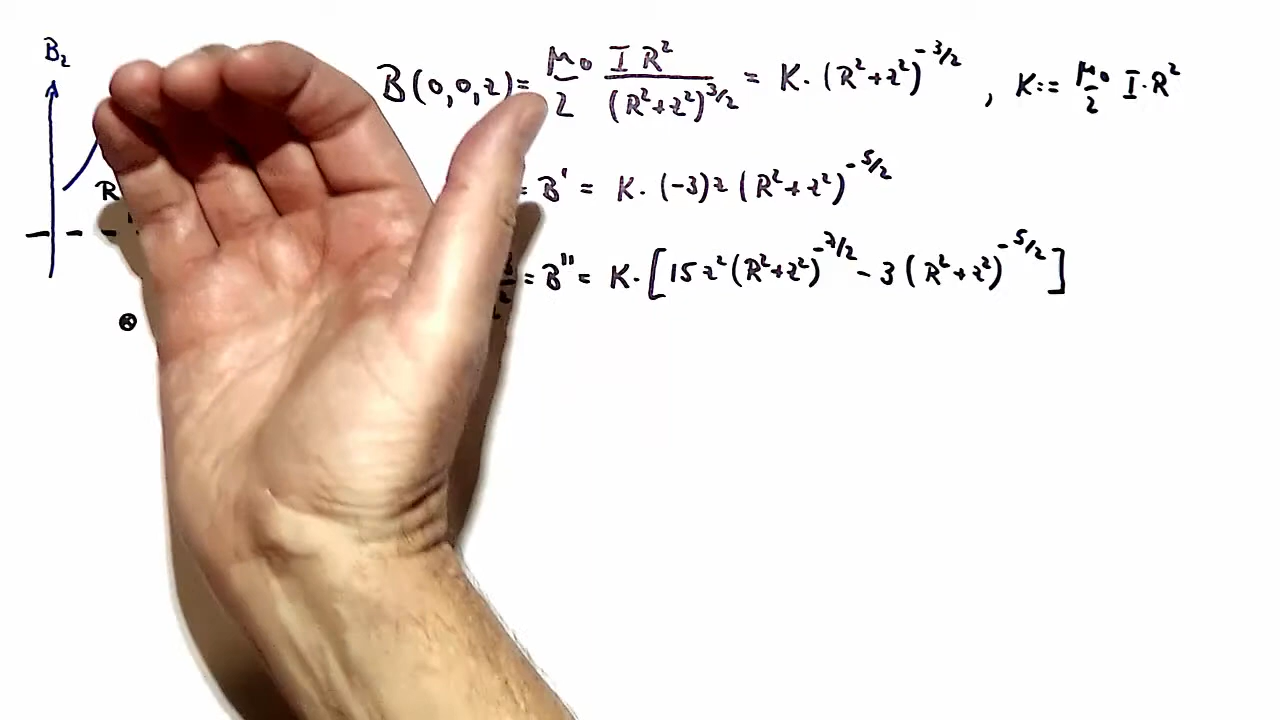 B_z
B(0,0,z) = μ₀/2 I R²/(R²+z²)^{3/2} = K·(R²+z²)^{-3/2} , K := μ₀/2 I·R²
R
= B' = K·(-3)z (R²+z²)^{-5/2}
= B'' = K·[15z²(R²+z²)^{-7/2} - 3(R²+z²)^{-5/2}]